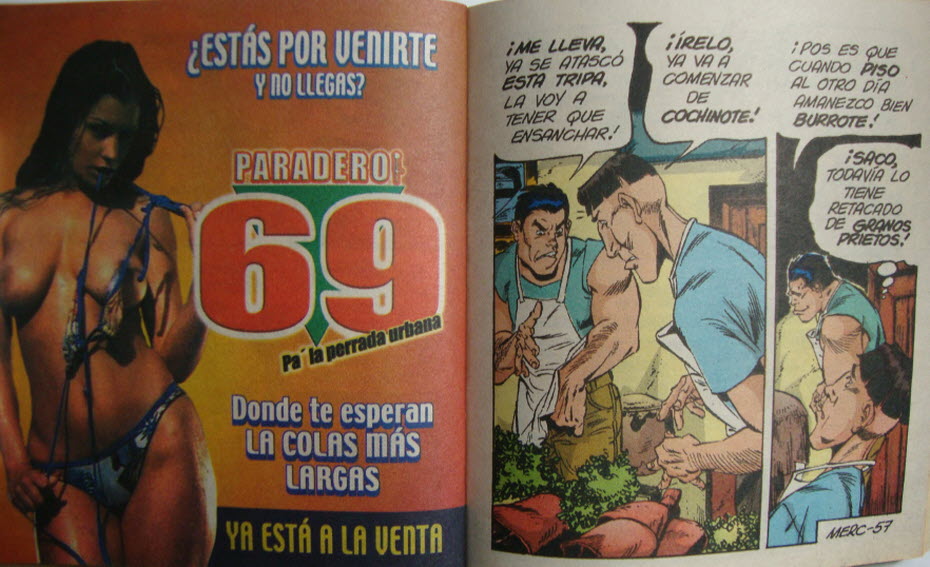 ¿ESTÁS POR VENIRTE
Y NO LLEGAS?
PARADERO
69
Pa´ la perrada urbana
Donde te esperan
LA COLAS MÁS
LARGAS
YA ESTÁ A LA VENTA
¡ME LLEVA,
YA SE ATASCÓ
ESTA TRIPA,
LA VOY A
TENER QUE
ENSANCHAR!
¡ÍRELO,
YA VA A
COMENZAR
DE
COCHINOTE!
¡POS ES QUE
CUANDO PISO
AL OTRO DÍA
AMANEZCO BIEN
BURROTE!
¡SACO,
TODAVÍA LO
TIENE
RETACADO
DE GRANOS
PRIETOS!
MERC-57